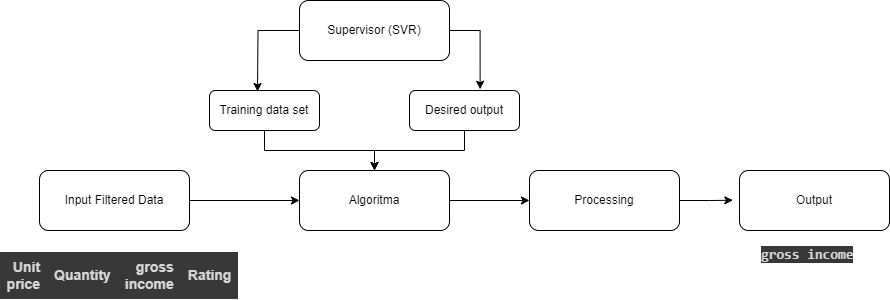 Supervisor (SVR)
Training data set
Desired output
Input Filtered Data
Algoritma
Processing
Output
gross income
Unit price
Quantity
gross income
Rating